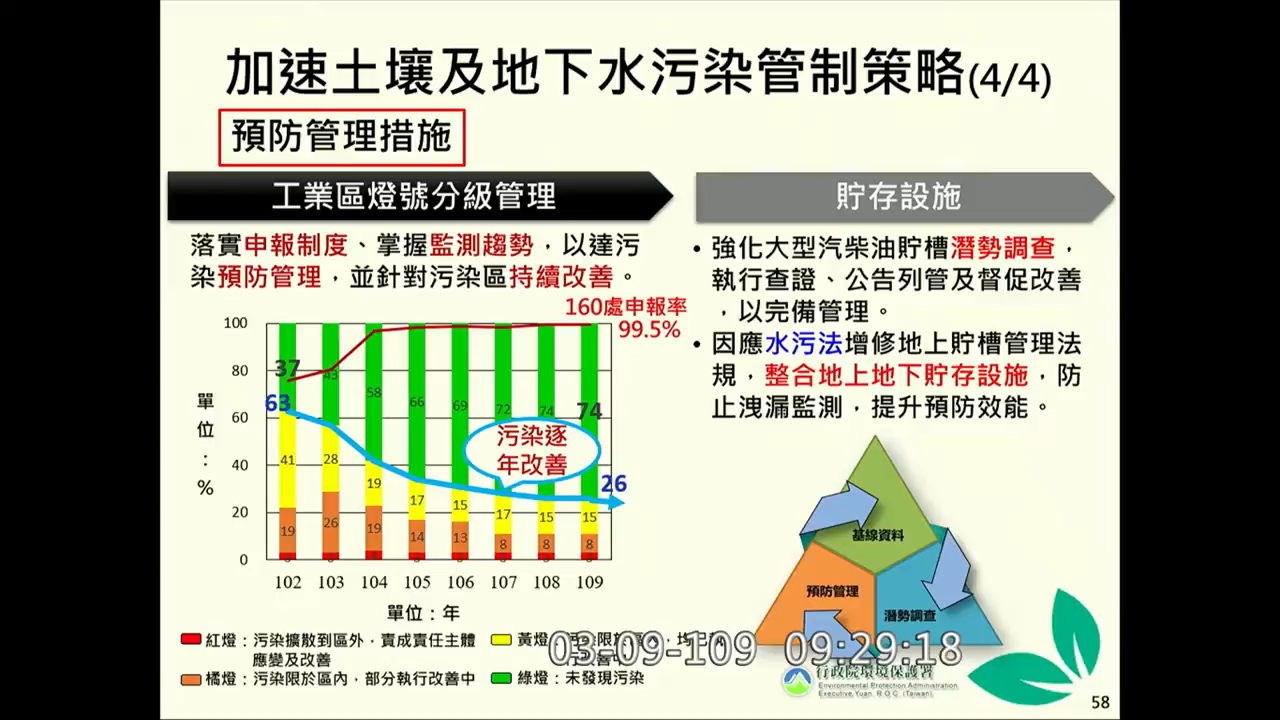 加速土壤及地下水污染管制策略(4/4)
預防管理措施
工業區燈號分級管理
落實申報制度、掌握監測趨勢，以達污
染預防管理，並針對污染區持續改善。
160處申報率
99.5%
單位：%
100
80
60
40
20
0
37
43
58
66
69
72
74
74
63
41
28
19
17
15
17
15
15
26
19
26
19
14
13
8
8
8
污染逐
年改善
102 103 104 105 106 107 108 109
單位：年
紅燈：污染擴散到區外，責成責任主體
應變及改善
橘燈：污染限於區內，部分執行改善中
黃燈
綠燈：未發現污染
貯存設施
• 強化大型汽柴油貯槽潛勢調查，
執行查證、公告列管及督促改善
，以完備管理。
• 因應水污法增修地上貯槽管理法
規，整合地上地下貯存設施，防
止洩漏監測，提升預防效能。
基線資料
預防管理
潛勢調查
03-09-109 09:29:18
行政院環境保護署
Environmental Protection Administration
Executive Yuan, R.O.C. (Taiwan)
58